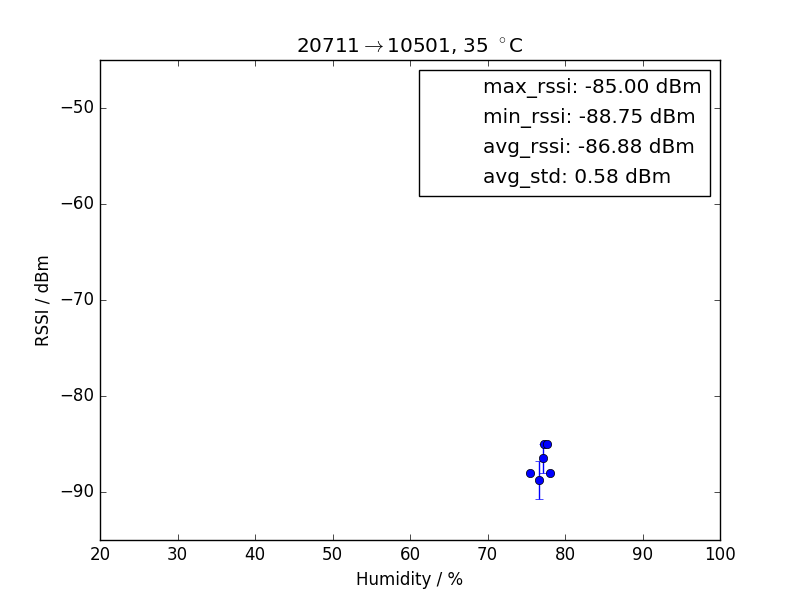 20711→10501, 35 °C
max_rssi: -85.00 dBm
min_rssi: -88.75 dBm
avg_rssi: -86.88 dBm
avg_std: 0.58 dBm
−50
−60
−70
−80
−90
RSSI / dBm
20 30 40 50 60 70 80 90 100
Humidity / %